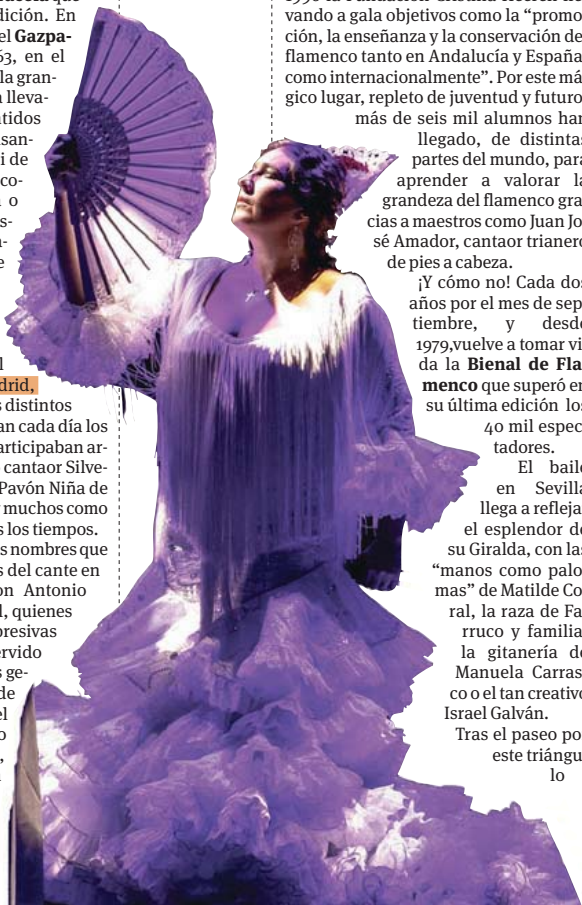 que
dición. En
el Gazpa-
63, en el
la gran-
lleva-
tidos
san-
i de
co-
o
s-
e
l
drid,
s distintos
an cada día los
articipaban ar-
cantaor Silve-
Pavón Niña de
muchos como
s los tiempos.
s nombres que
s del cante en
on Antonio
l, quienes
presivas
ervido
s ge-
de
el
o
,
la Fundación Cristina Heeren
vando a gala objetivos como la “promo
ción, la enseñanza y la conservación de
flamenco tanto en Andalucía y España
como internacionalmente”. Por este má
gico lugar, repleto de juventud y futuro
más de seis mil alumnos han
llegado, de distintas
partes del mundo, para
aprender a valorar la
grandeza del flamenco gra
cias a maestros como Juan Jo
sé Amador, cantaor trianero
de pies a cabeza.
¡Y cómo no! Cada dos
años por el mes de sep
tiembre, y desde
1979,vuelve a tomar vi
da la Bienal de Fla
menco que superó en
su última edición los
40 mil espec
tadores.
El baile
en Sevilla
llega a refleja
el esplendor de
su Giralda, con las
“manos como palo
mas” de Matilde Co
ral, la raza de Fa
rruco y familia
la gitanería de
Manuela Carras
co o el tan creativo
Israel Galván.
Tras el paseo po
este triángu
lo